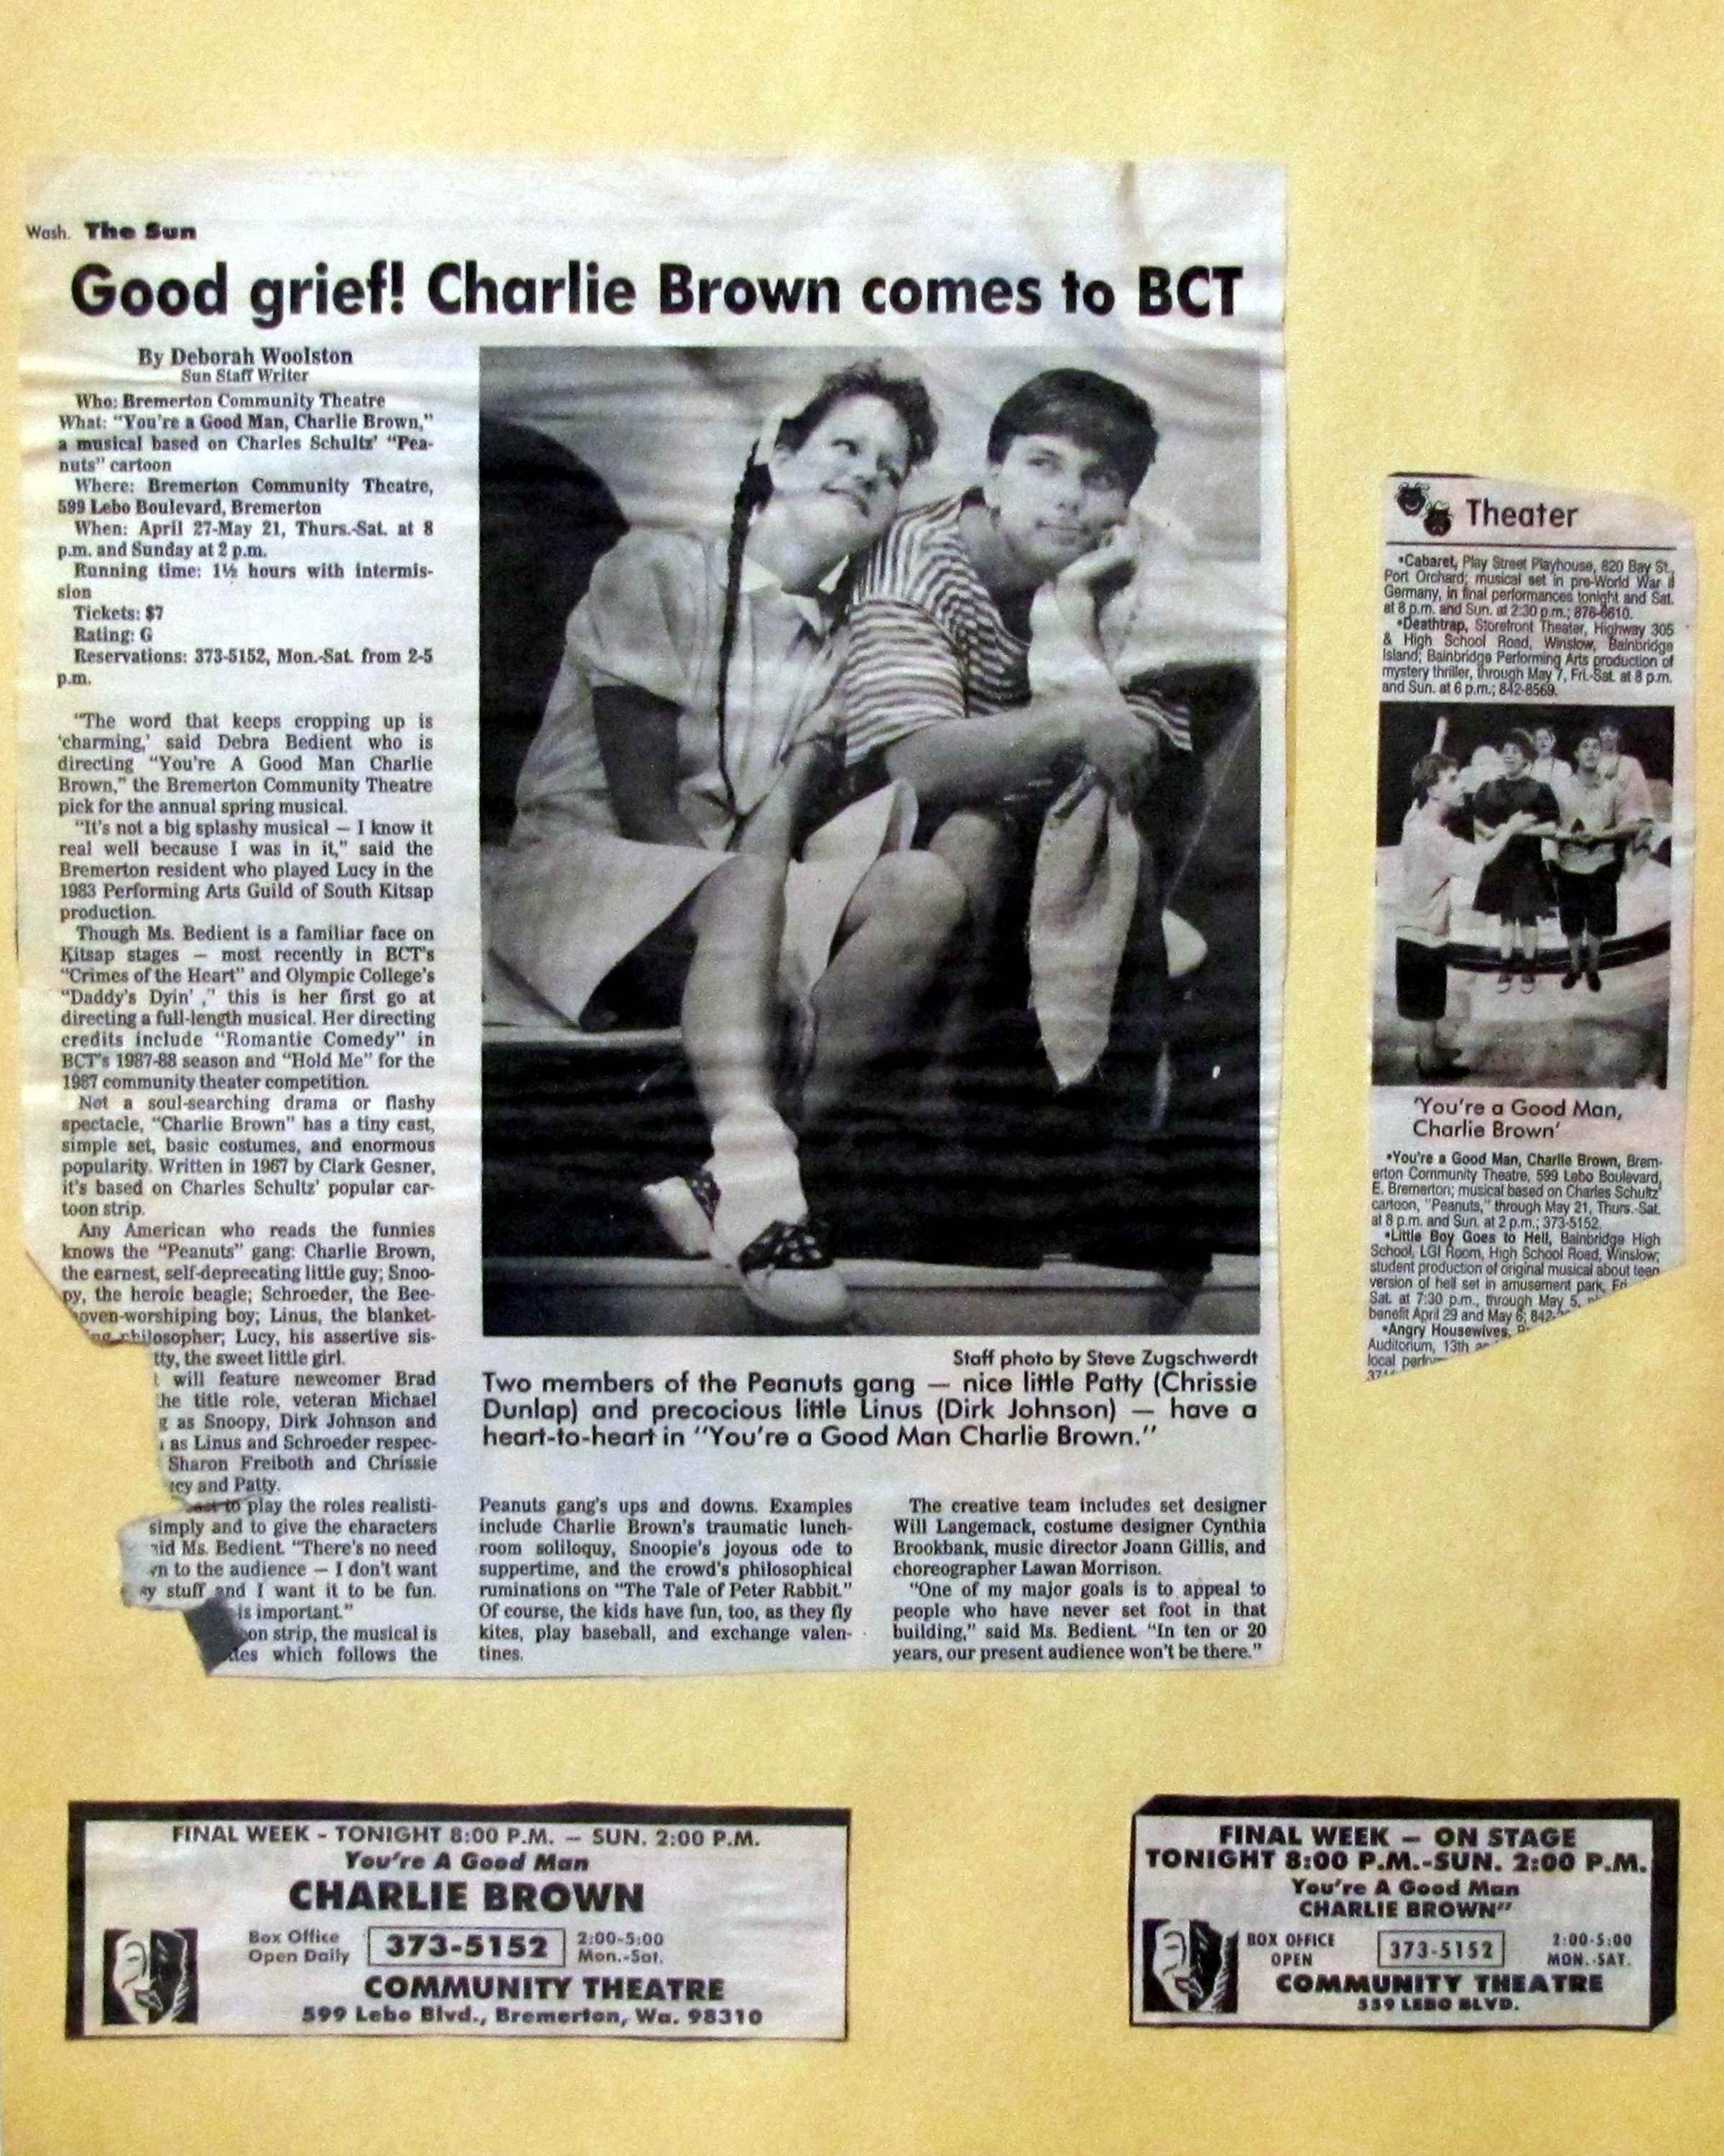 Wash. The Sun
Good grief! Charlie Brown comes to BCT
By Deborah Woolston
Sun Staff Writer
Who: Bremerton Community Theatre
What: "You're a Good Man, Charlie Brown,"
a musical based on Charles Schultz' "Pea-
nuts" cartoon
Where: Bremerton Community Theatre,
599 Lebo Boulevard, Bremerton
When: April 27-May 21, Thurs.-Sat. at 8
p.m. and Sunday at 2 p.m.
Running time: 1½ hours with intermis-
sion
Tickets: $7
Rating: G
Reservations: 373-5152, Mon.-Sat. from 2-5
p.m.
"The word that keeps cropping up is
'charming,' said Debra Bedient who is
directing "You're A Good Man Charlie
Brown," the Bremerton Community Theatre
pick for the annual spring musical.
"It's not a big splashy musical — I know it
real well because I was in it," said the
Bremerton resident who played Lucy in the
1983 Performing Arts Guild of South Kitsap
production.
Though Ms. Bedient is a familiar face on
Kitsap stages — most recently in BCT's
"Crimes of the Heart" and Olympic College's
"Daddy's Dyin' ," this is her first go at
directing a full-length musical. Her directing
credits include "Romantic Comedy" in
BCT's 1987-88 season and "Hold Me" for the
1987 community theater competition.
Not a soul-searching drama or flashy
spectacle, "Charlie Brown" has a tiny cast,
simple set, basic costumes, and enormous
popularity. Written in 1967 by Clark Gesner,
it's based on Charles Schultz' popular car-
toon strip.
Any American who reads the funnies
knows the "Peanuts" gang: Charlie Brown,
the earnest, self-deprecating little guy; Snoo-
py, the heroic beagle; Schroeder, the Bee-
oven-worshiping boy; Linus, the blanket-
ing philosopher; Lucy, his assertive sis-
tty, the sweet little girl.
will feature newcomer Brad
he title role, veteran Michael
g as Snoopy, Dirk Johnson and
as Linus and Schroeder respec-
Sharon Freiboth and Chrissie
cy and Patty.
to play the roles realisti-
simply and to give the characters
id Ms. Bedient. "There's no need
wn to the audience — I don't want
y stuff and I want it to be fun.
is important."
on strip, the musical is
which follows the
Staff photo by Steve Zugschwerdt
Two members of the Peanuts gang — nice little Patty (Chrissie
Dunlap) and precocious little Linus (Dirk Johnson) — have a
heart-to-heart in "You're a Good Man Charlie Brown."
Peanuts gang's ups and downs. Examples
include Charlie Brown's traumatic lunch-
room soliloquy, Snoopie's joyous ode to
suppertime, and the crowd's philosophical
ruminations on "The Tale of Peter Rabbit."
Of course, the kids have fun, too, as they fly
kites, play baseball, and exchange valen-
tines.
The creative team includes set designer
Will Langemack, costume designer Cynthia
Brookbank, music director Joann Gillis, and
choreographer Lawan Morrison.
"One of my major goals is to appeal to
people who have never set foot in that
building," said Ms. Bedient. "In ten or 20
years, our present audience won't be there."
Theater
•Cabaret, Play Street Playhouse, 820 Bay St.,
Port Orchard; musical set in pre-World War II
Germany, in final performances tonight and Sat.
at 8 p.m. and Sun. at 2:30 p.m.; 876-6610.
•Deathtrap, Storefront Theater, Highway 305
& High School Road, Winslow, Bainbridge
Island; Bainbridge Performing Arts production of
mystery thriller, through May 7, Fri.-Sat. at 8 p.m.
and Sun. at 6 p.m.; 842-8569.
'You're a Good Man,
Charlie Brown'
•You're a Good Man, Charlie Brown, Brem-
erton Community Theatre, 599 Lebo Boulevard,
E. Bremerton; musical based on Charles Schultz'
cartoon, "Peanuts," through May 21, Thurs.-Sat.
at 8 p.m. and Sun. at 2 p.m.; 373-5152.
•Little Boy Goes to Hell, Bainbridge High
School, LGI Room, High School Road, Winslow;
student production of original musical about teen
version of hell set in amusement park, Fri
Sat. at 7:30 p.m., through May 5,
benefit April 29 and May 6; 842-
•Angry Housewives,
Auditorium, 13th
local
FINAL WEEK - TONIGHT 8:00 P.M. — SUN. 2:00 P.M.
You're A Good Man
CHARLIE BROWN
Box Office
Open Daily
373-5152
2:00-5:00
Mon.-Sat.
COMMUNITY THEATRE
599 Lebo Blvd., Bremerton, Wa. 98310
FINAL WEEK — ON STAGE
TONIGHT 8:00 P.M.-SUN. 2:00 P.M.
You're A Good Man
CHARLIE BROWN"
BOX OFFICE
OPEN
373-5152
2:00-5:00
MON.-SAT.
COMMUNITY THEATRE
559 LEBO BLVD.